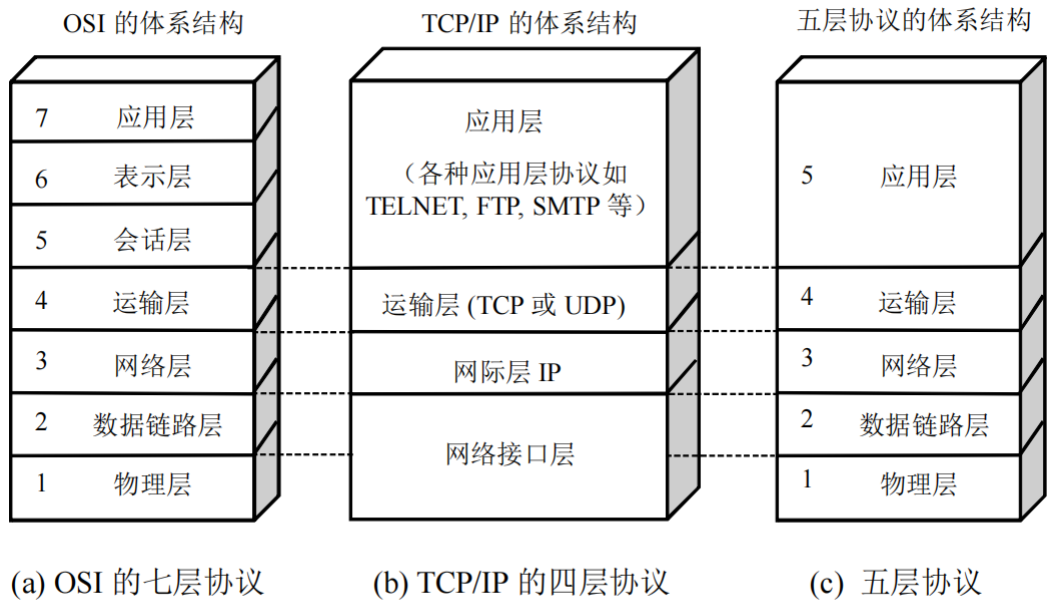 OSI 的体系结构
TCP/IP 的体系结构
五层协议的体系结构
7 应用层
6 表示层
5 会话层
4 运输层
3 网络层
2 数据链路层
1 物理层
应用层
（各种应用层协议如
TELNET, FTP, SMTP 等）
运输层 (TCP 或 UDP)
网际层 IP
网络接口层
5 应用层
4 运输层
3 网络层
2 数据链路层
1 物理层
(a) OSI 的七层协议
(b) TCP/IP 的四层协议
(c) 五层协议